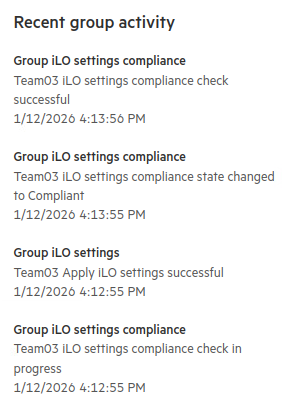 Recent group activity
Group iLO settings compliance
Team03 iLO settings compliance check
successful
1/12/2026 4:13:56 PM
Group iLO settings compliance
Team03 iLO settings compliance state changed
to Compliant
1/12/2026 4:13:55 PM
Group iLO settings
Team03 Apply iLO settings successful
1/12/2026 4:12:55 PM
Group iLO settings compliance
Team03 iLO settings compliance check in
progress
1/12/2026 4:12:55 PM